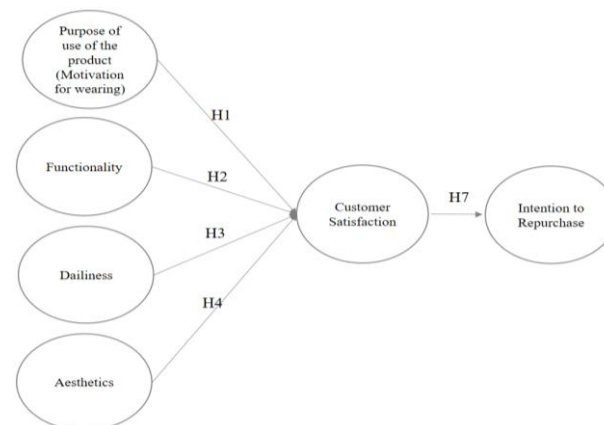 Purpose of
use of the
product
(Motivation
for wearing)
H1
Functionality
H2
Customer
Satisfaction
H7
Intention to
Repurchase
H3
Dailiness
H4
Aesthetics